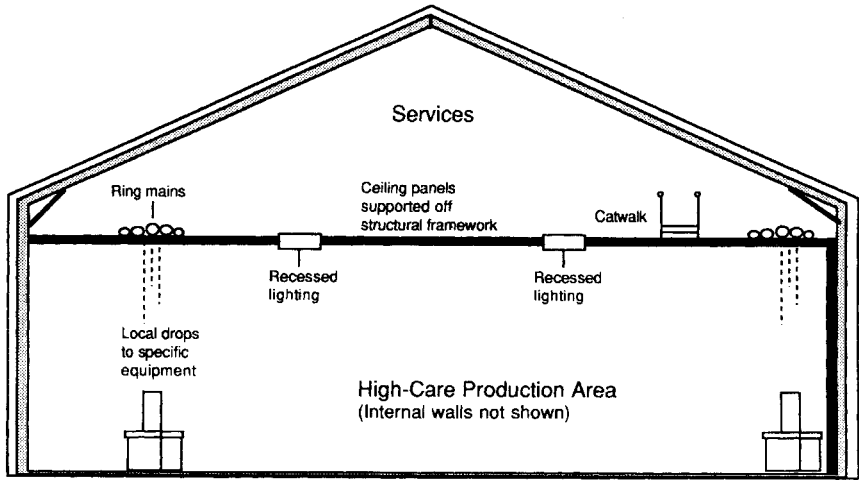 Services
Ring mains
Ceiling panels
supported off
structural framework
Catwalk
Recessed
lighting
Recessed
lighting
Local drops
to specific
equipment
High-Care Production Area
(Internal walls not shown)